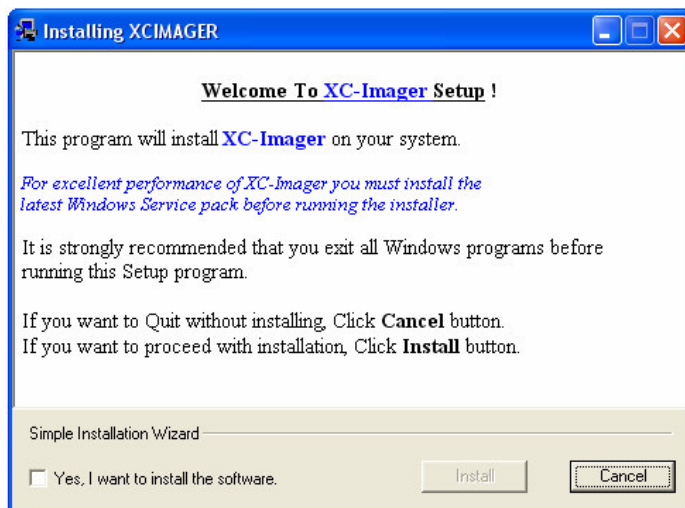 Installing XCIMAGER
Welcome To XC-Imager Setup !
This program will install XC-Imager on your system.
For excellent performance of XC-Imager you must install the
latest Windows Service pack before running the installer.
It is strongly recommended that you exit all Windows programs before
running this Setup program.
If you want to Quit without installing, Click Cancel button.
If you want to proceed with installation, Click Install button.
Simple Installation Wizard
Yes, I want to install the software.
Install
Cancel